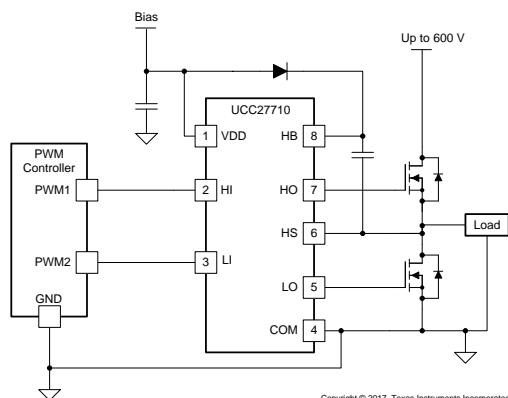 Bias
Up to 600 V
UCC27710
1 VDD HB 8
PWM
Controller
PWM1
2 HI HO 7
HS 6
Load
PWM2
3 LI
LO 5
GND
COM 4
Copyright © 2017, Texas Instruments Incorporated